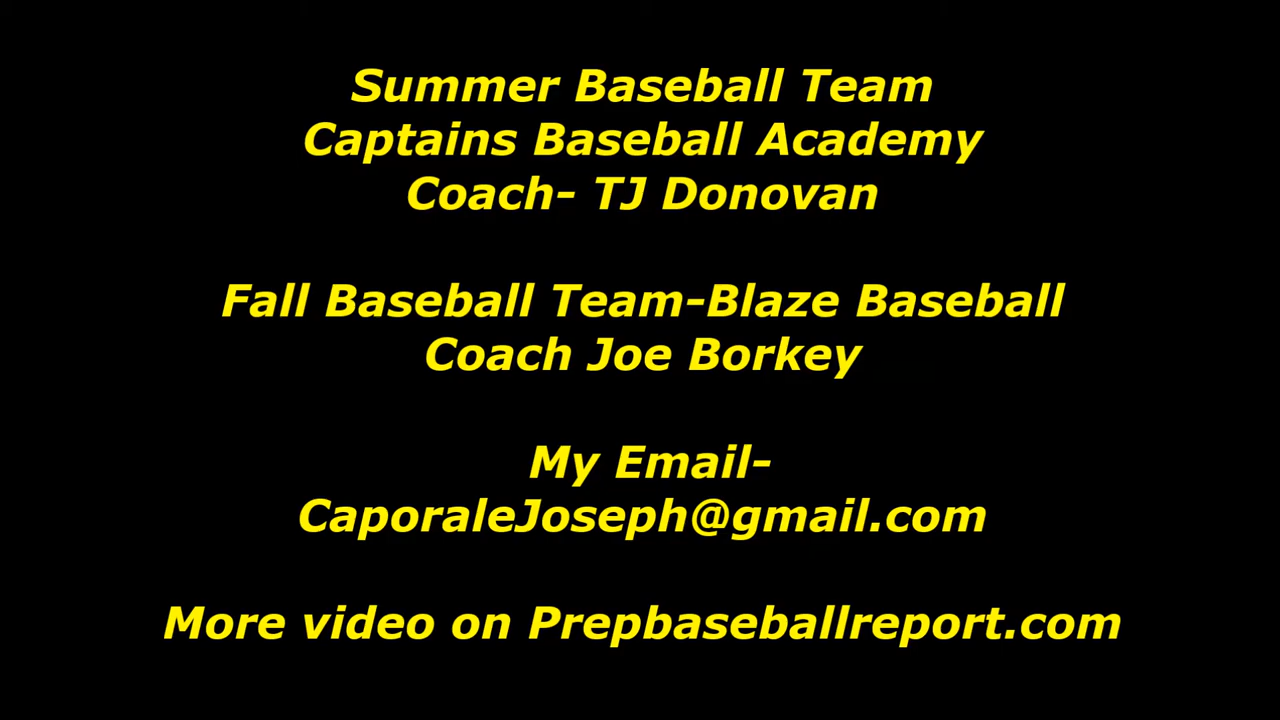 Summer Baseball Team
Captains Baseball Academy
Coach- TJ Donovan
Fall Baseball Team-Blaze Baseball
Coach Joe Borkey
My Email-
CaporaleJoseph@gmail.com
More video on Prepbaseballreport.com